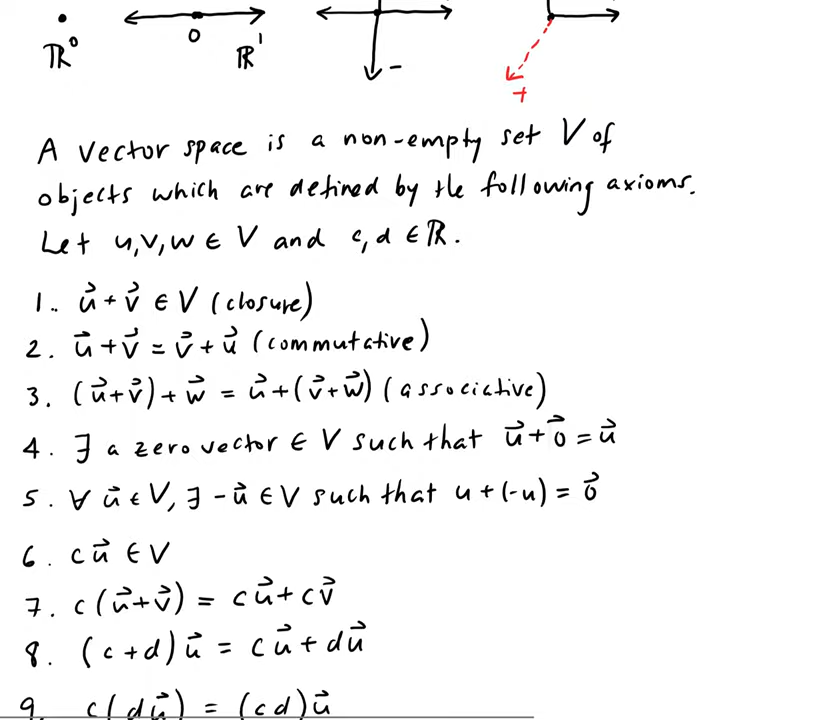 0 −
ℝ⁰ ℝ¹ +
A vector space is a non-empty set V of
objects which are defined by the following axioms.
Let u,v,w ∈ V and c,d ∈ ℝ.
1.. u⃗ + v⃗ ∈ V (closure)
2. u⃗ + v⃗ = v⃗ + u⃗ (commutative)
3. (u⃗+v⃗) + w⃗ = u⃗ + (v⃗+w⃗) (associative)
4. ∃ a zero vector ∈ V such that u⃗ + 0⃗ = u⃗
5. ∀ u⃗ ∈ V, ∃ -u⃗ ∈ V such that u + (-u) = 0⃗
6. cu⃗ ∈ V
7. c(u⃗+v⃗) = cu⃗ + cv⃗
8. (c+d)u⃗ = cu⃗ + du⃗
9. c(du⃗) = (cd)u⃗